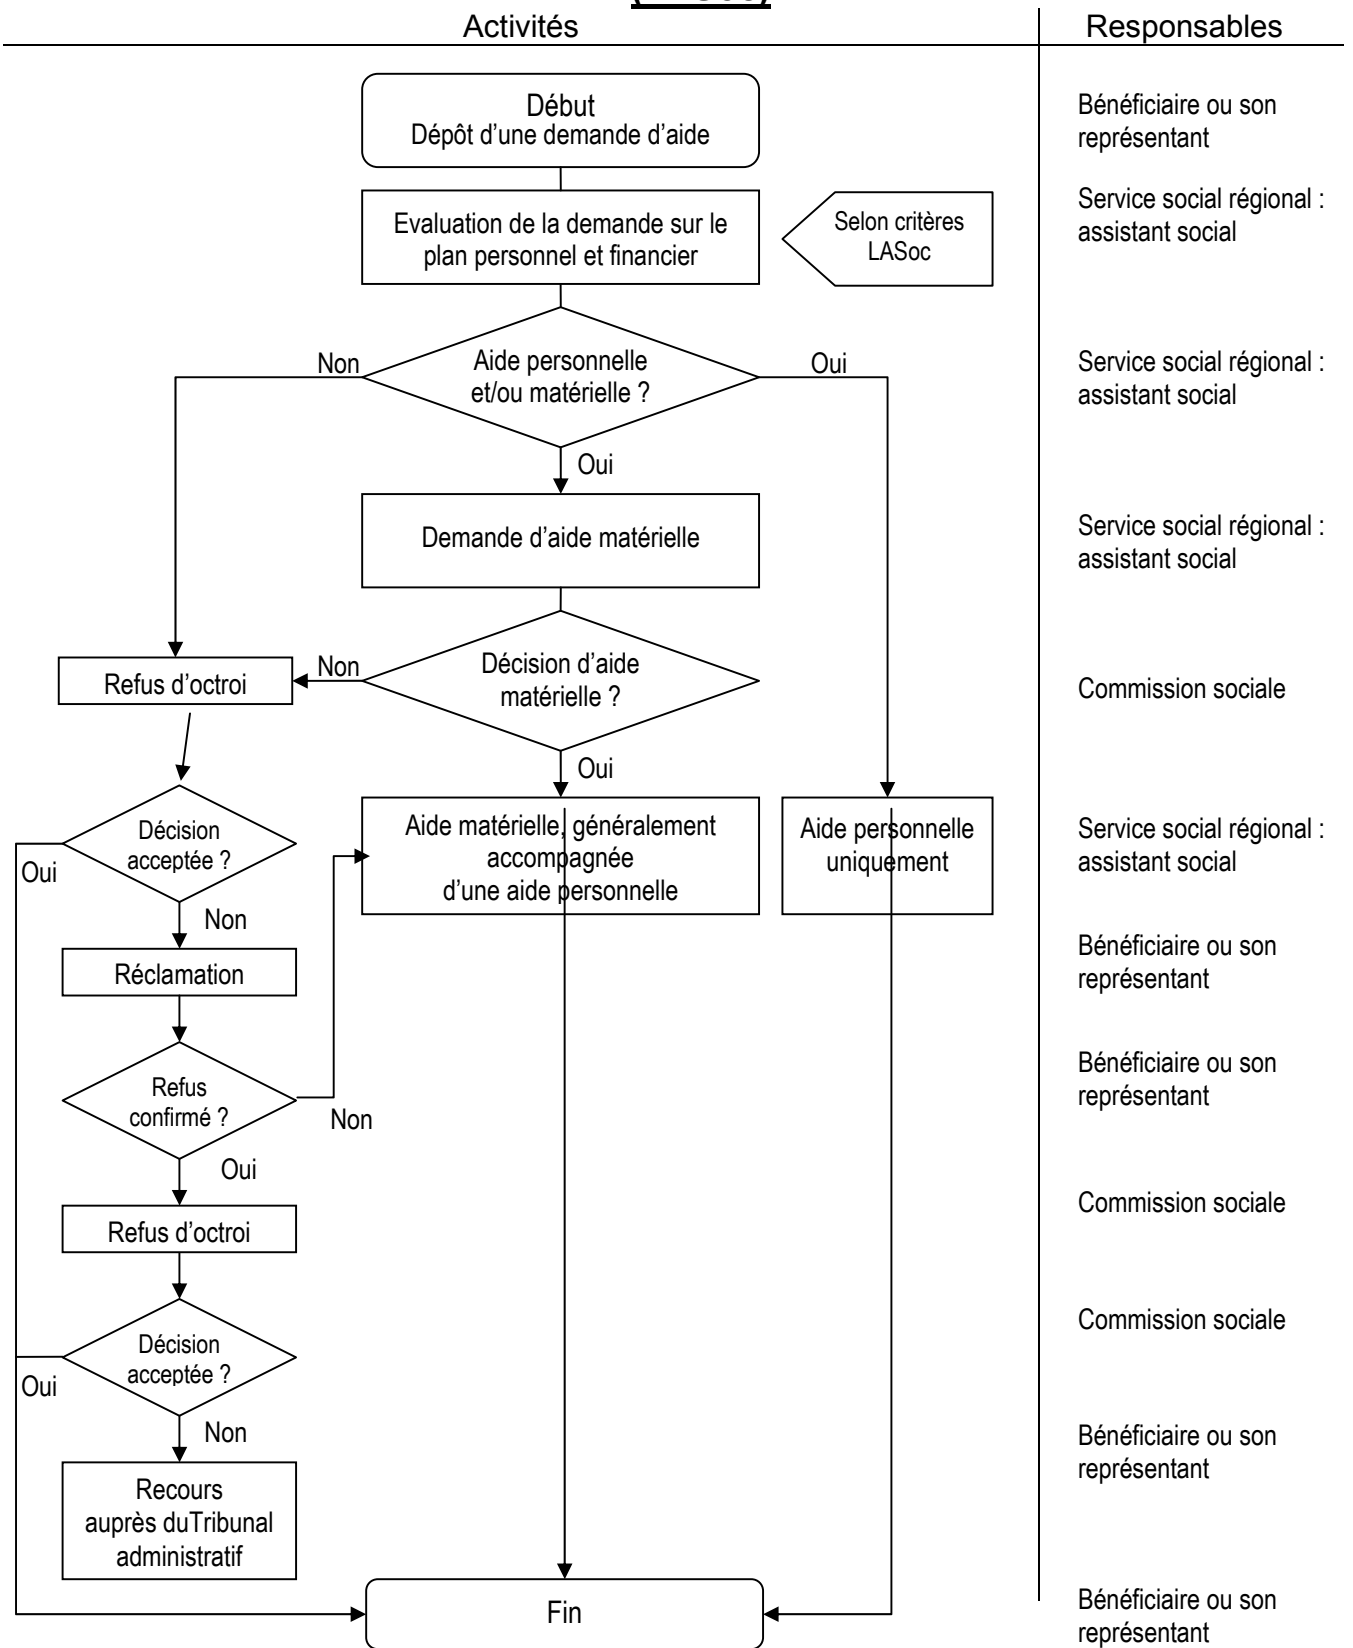 Activités
Responsables
Début
Dépôt d'une demande d'aide
Bénéficiaire ou son
représentant
Evaluation de la demande sur le
plan personnel et financier
Selon critères
LASoc
Service social régional :
assistant social
Non
Aide personnelle
et/ou matérielle ?
Oui
Service social régional :
assistant social
Oui
Demande d'aide matérielle
Service social régional :
assistant social
Refus d'octroi
Non
Décision d'aide
matérielle ?
Commission sociale
Oui
Décision
acceptée ?
Oui
Aide matérielle, généralement
accompagnée
d'une aide personnelle
Aide personnelle
uniquement
Service social régional :
assistant social
Non
Réclamation
Bénéficiaire ou son
représentant
Refus
confirmé ?
Non
Bénéficiaire ou son
représentant
Oui
Refus d'octroi
Commission sociale
Décision
acceptée ?
Oui
Commission sociale
Non
Recours
auprès duTribunal
administratif
Bénéficiaire ou son
représentant
Fin
Bénéficiaire ou son
représentant